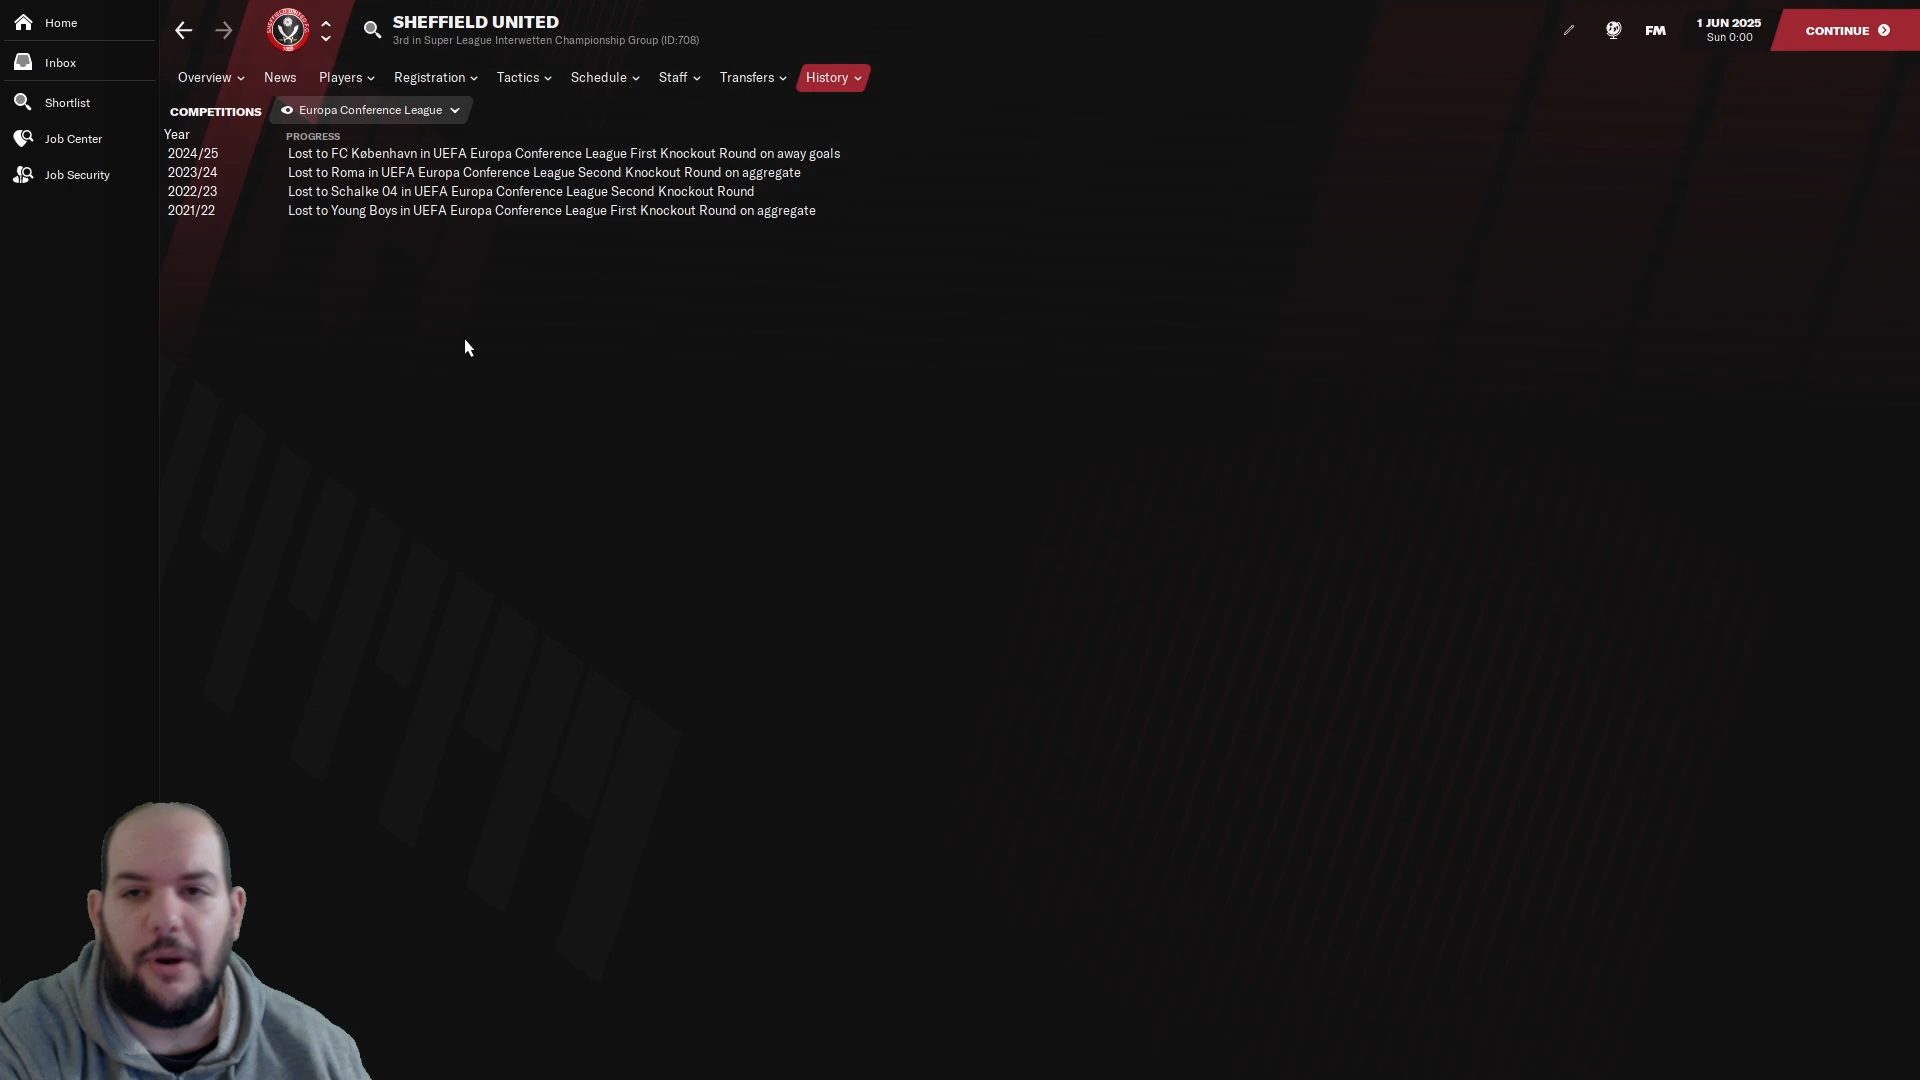 Home
Inbox
Shortlist
Job Center
Job Security
SHEFFIELD UNITED
3rd in Super League Interwetten Championship Group (ID:708)
FM
1 JUN 2025
Sun 0:00
CONTINUE
Overview
News
Players
Registration
Tactics
Schedule
Staff
Transfers
History
COMPETITIONS
Europa Conference League
Year PROGRESS
2024/25 Lost to FC København in UEFA Europa Conference League First Knockout Round on away goals
2023/24 Lost to Roma in UEFA Europa Conference League Second Knockout Round on aggregate
2022/23 Lost to Schalke 04 in UEFA Europa Conference League Second Knockout Round
2021/22 Lost to Young Boys in UEFA Europa Conference League First Knockout Round on aggregate